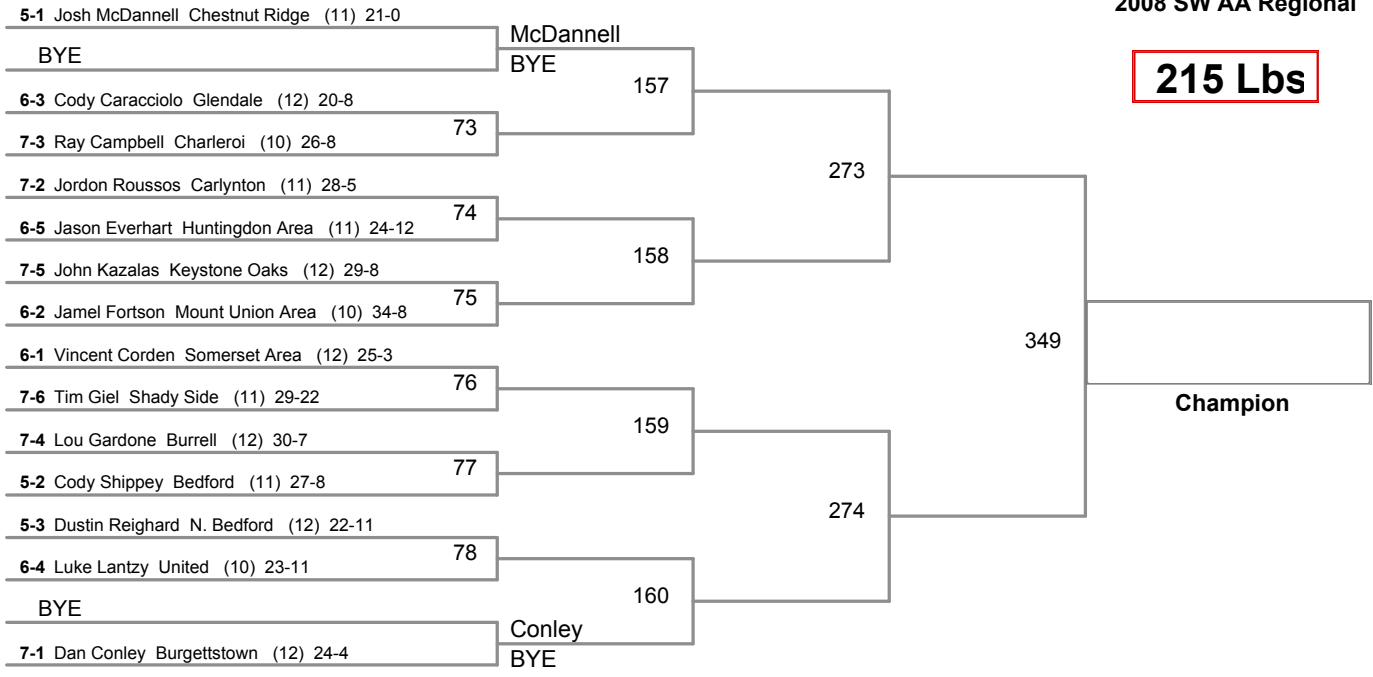 2008 SW AA Regional
215 Lbs
5-1 Josh McDannell Chestnut Ridge (11) 21-0
BYE
McDannell
BYE
157
6-3 Cody Caracciolo Glendale (12) 20-8
73
7-3 Ray Campbell Charleroi (10) 26-8
273
7-2 Jordon Roussos Carlynton (11) 28-5
74
6-5 Jason Everhart Huntingdon Area (11) 24-12
158
7-5 John Kazalas Keystone Oaks (12) 29-8
75
6-2 Jamel Fortson Mount Union Area (10) 34-8
349
Champion
6-1 Vincent Corden Somerset Area (12) 25-3
76
7-6 Tim Giel Shady Side (11) 29-22
159
7-4 Lou Gardone Burrell (12) 30-7
77
5-2 Cody Shippey Bedford (11) 27-8
274
5-3 Dustin Reighard N. Bedford (12) 22-11
78
6-4 Luke Lantzy United (10) 23-11
160
BYE
Conley
BYE
7-1 Dan Conley Burgettstown (12) 24-4